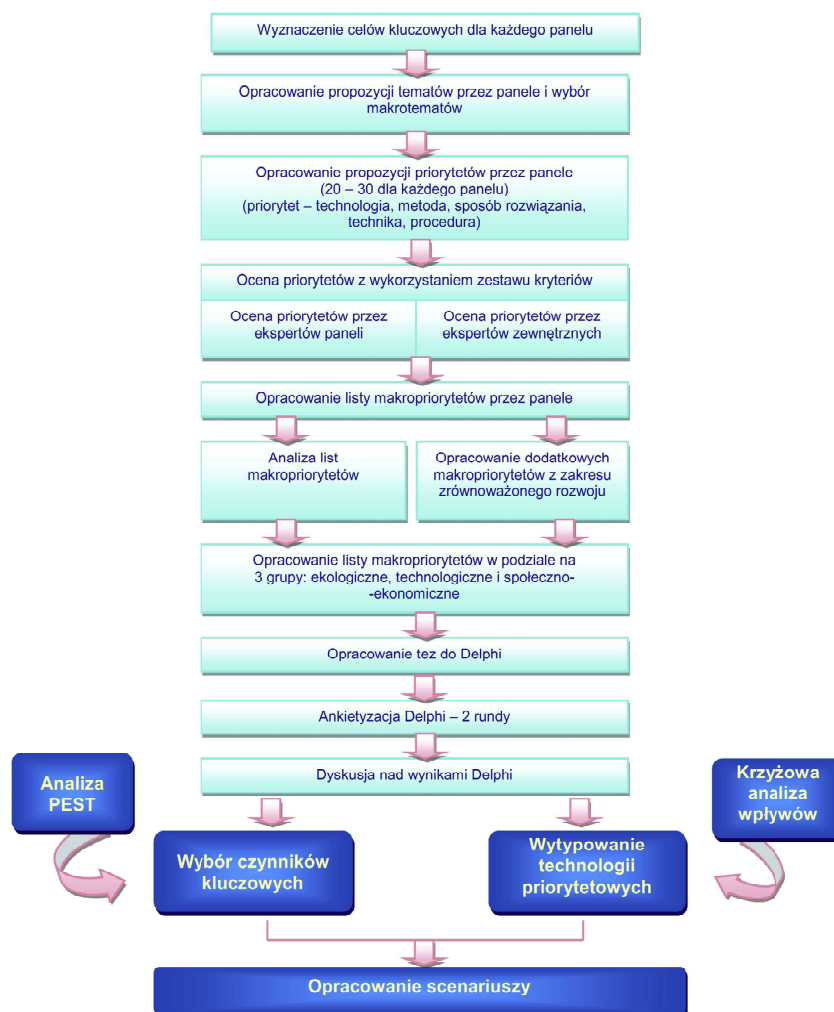 Wyznaczenie celów kluczowych dla każdego panelu
Opracowanie propozycji tematów przez panele i wybór
makrotematów
Opracowanie propozycji priorytetów przez panele
(20 – 30 dla każdego panelu)
(priorytet – technologia, metoda, sposób rozwiązania,
technika, procedura)
Ocena priorytetów z wykorzystaniem zestawu kryteriów
Ocena priorytetów przez
ekspertów paneli
Ocena priorytetów przez
ekspertów zewnętrznych
Opracowanie listy makropriorytetów przez panele
Analiza list
makropriorytetów
Opracowanie dodatkowych
makropriorytetów z zakresu
zrównoważonego rozwoju
Opracowanie listy makropriorytetów w podziale na
3 grupy: ekologiczne, technologiczne i społeczno-
-ekonomiczne
Opracowanie tez do Delphi
Ankietyzacja Delphi – 2 rundy
Dyskusja nad wynikami Delphi
Analiza
PEST
Krzyżowa
analiza
wpływów
Wybór czynników
kluczowych
Wytypowanie
technologii
priorytetowych
Opracowanie scenariuszy